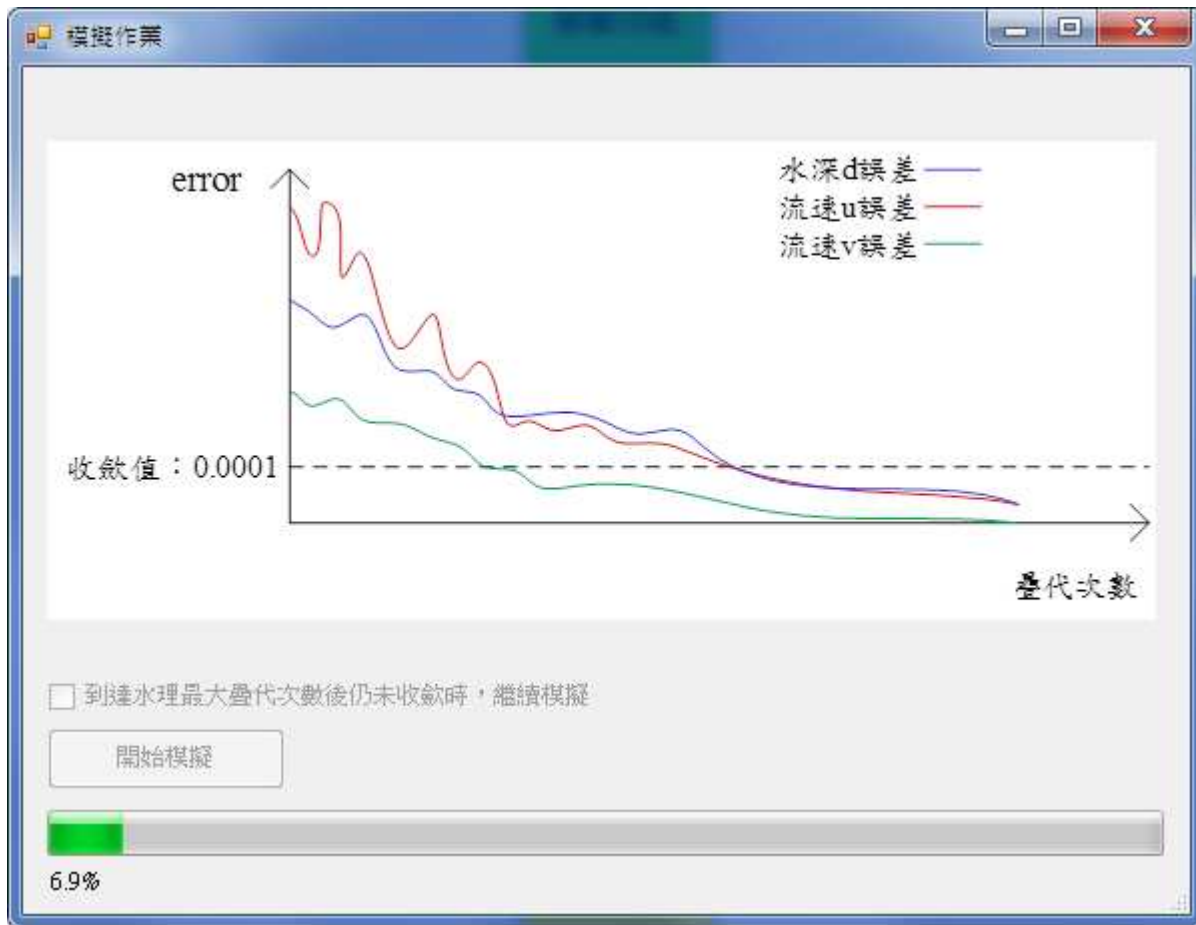 模擬作業
error
水深d誤差
流速u誤差
流速v誤差
收斂值：0.0001
疊代次數
到達水理最大疊代次數後仍未收斂時，繼續模擬
開始模擬
6.9%